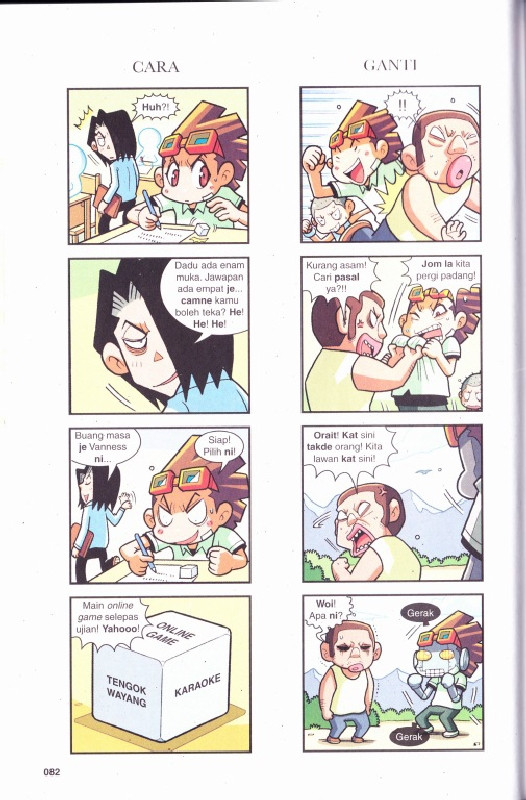 CARA
Huh?!
Dadu ada enam
muka. Jawapan
ada empat je...
camne kamu
boleh teka? He!
He! He!
Buang masa
je Vanness
ni...
Siap!
Pilih ni!
Main online
game selepas
ujian! Yahooo!
ONLINE
GAME
TENGOK
WAYANG
KARAOKE
GANTI
!!
Kurang asam!
Cari pasal
ya?!!
Jom la kita
pergi padang!
Orait! Kat sini
takde orang! Kita
lawan kat sini!
Woi!
Apa ni?
Gerak
Gerak
082